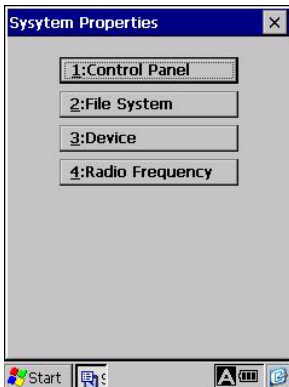 Sysytem Properties
1:Control Panel
2:File System
3:Device
4:Radio Frequency
Start
A